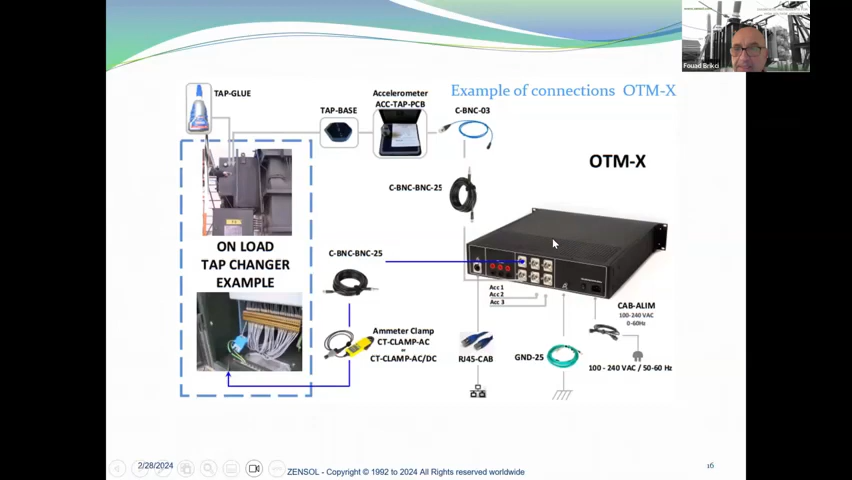 Fouad Brikci
Example of connections OTM-X
TAP-GLUE
TAP-BASE
Accelerometer
ACC-TAP-PCB
C-BNC-03
OTM-X
C-BNC-BNC-25
ON LOAD
TAP CHANGER
EXAMPLE
C-BNC-BNC-25
Acc 1
Acc 2
Acc 3
Ammeter Clamp
CT-CLAMP-AC
or
CT-CLAMP-AC/DC
RJ45-CAB
GND-25
CAB-ALIM
100-240 VAC
0-60Hz
100 - 240 VAC / 50-60 Hz
2/28/2024
ZENSOL - Copyright © 1992 to 2024 All Rights reserved worldwide
16